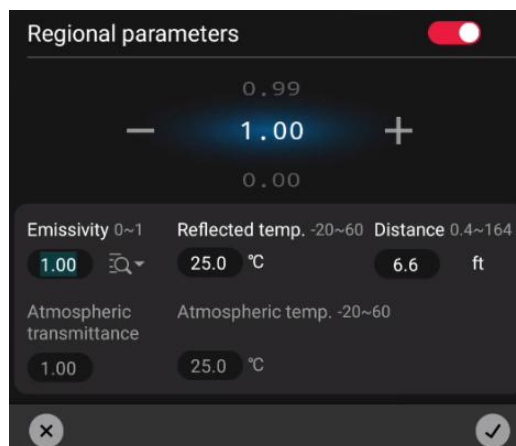 Regional parameters
0.99
1.00
0.00
Emissivity 0~1 Reflected temp. -20~60 Distance 0.4~164
1.00 25.0 ℃ 6.6 ft
Atmospheric transmittance Atmospheric temp. -20~60
1.00 25.0 ℃